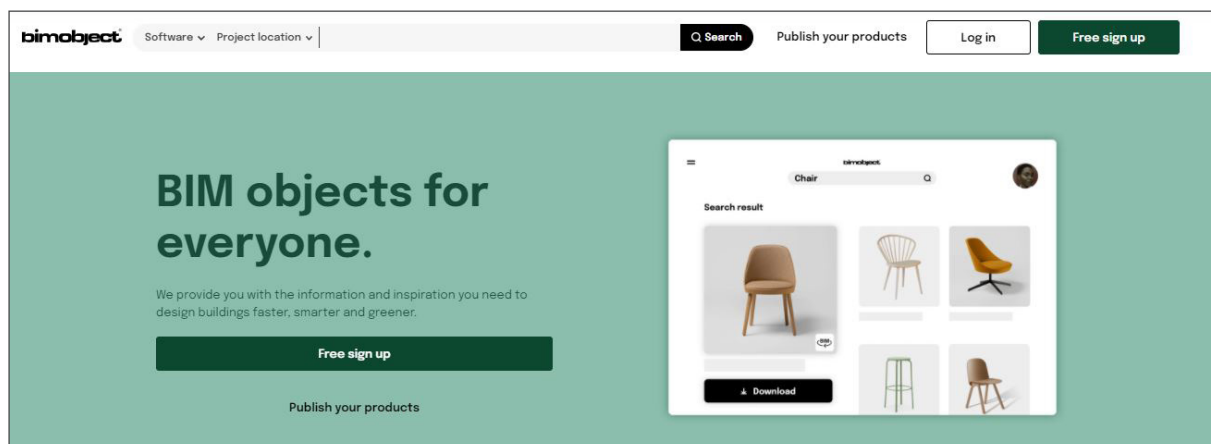 bimobject®
Software Project location
Search
Publish your products
Log in
Free sign up
BIM objects for
everyone.
We provide you with the information and inspiration you need to
design buildings faster, smarter and greener.
Free sign up
Publish your products
bimobject.
Chair
Search result
BIM
Download